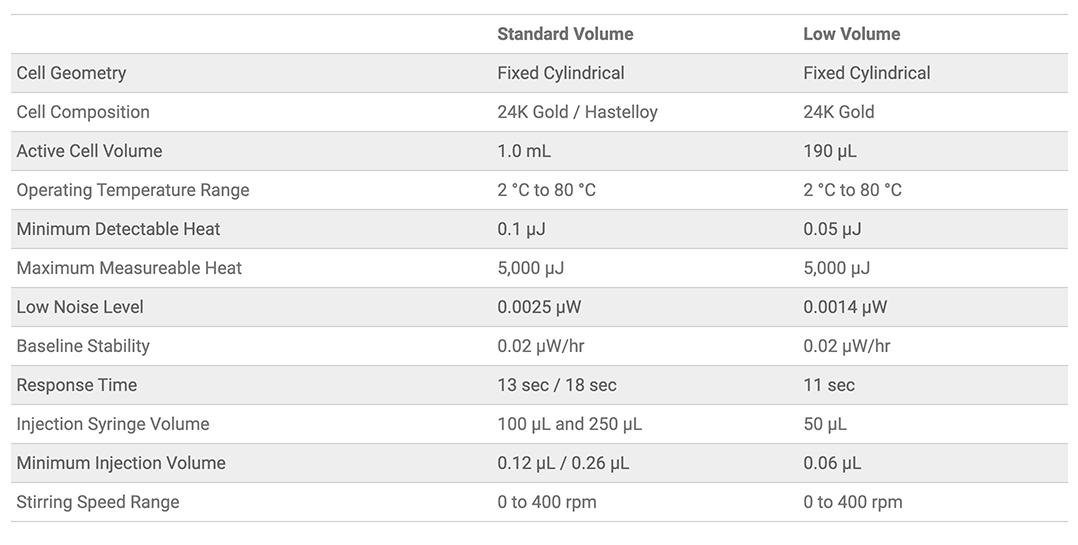 Standard Volume Low Volume
Cell Geometry Fixed Cylindrical Fixed Cylindrical
Cell Composition 24K Gold / Hastelloy 24K Gold
Active Cell Volume 1.0 mL 190 µL
Operating Temperature Range 2 °C to 80 °C 2 °C to 80 °C
Minimum Detectable Heat 0.1 µJ 0.05 µJ
Maximum Measureable Heat 5,000 µJ 5,000 µJ
Low Noise Level 0.0025 µW 0.0014 µW
Baseline Stability 0.02 µW/hr 0.02 µW/hr
Response Time 13 sec / 18 sec 11 sec
Injection Syringe Volume 100 µL and 250 µL 50 µL
Minimum Injection Volume 0.12 µL / 0.26 µL 0.06 µL
Stirring Speed Range 0 to 400 rpm 0 to 400 rpm